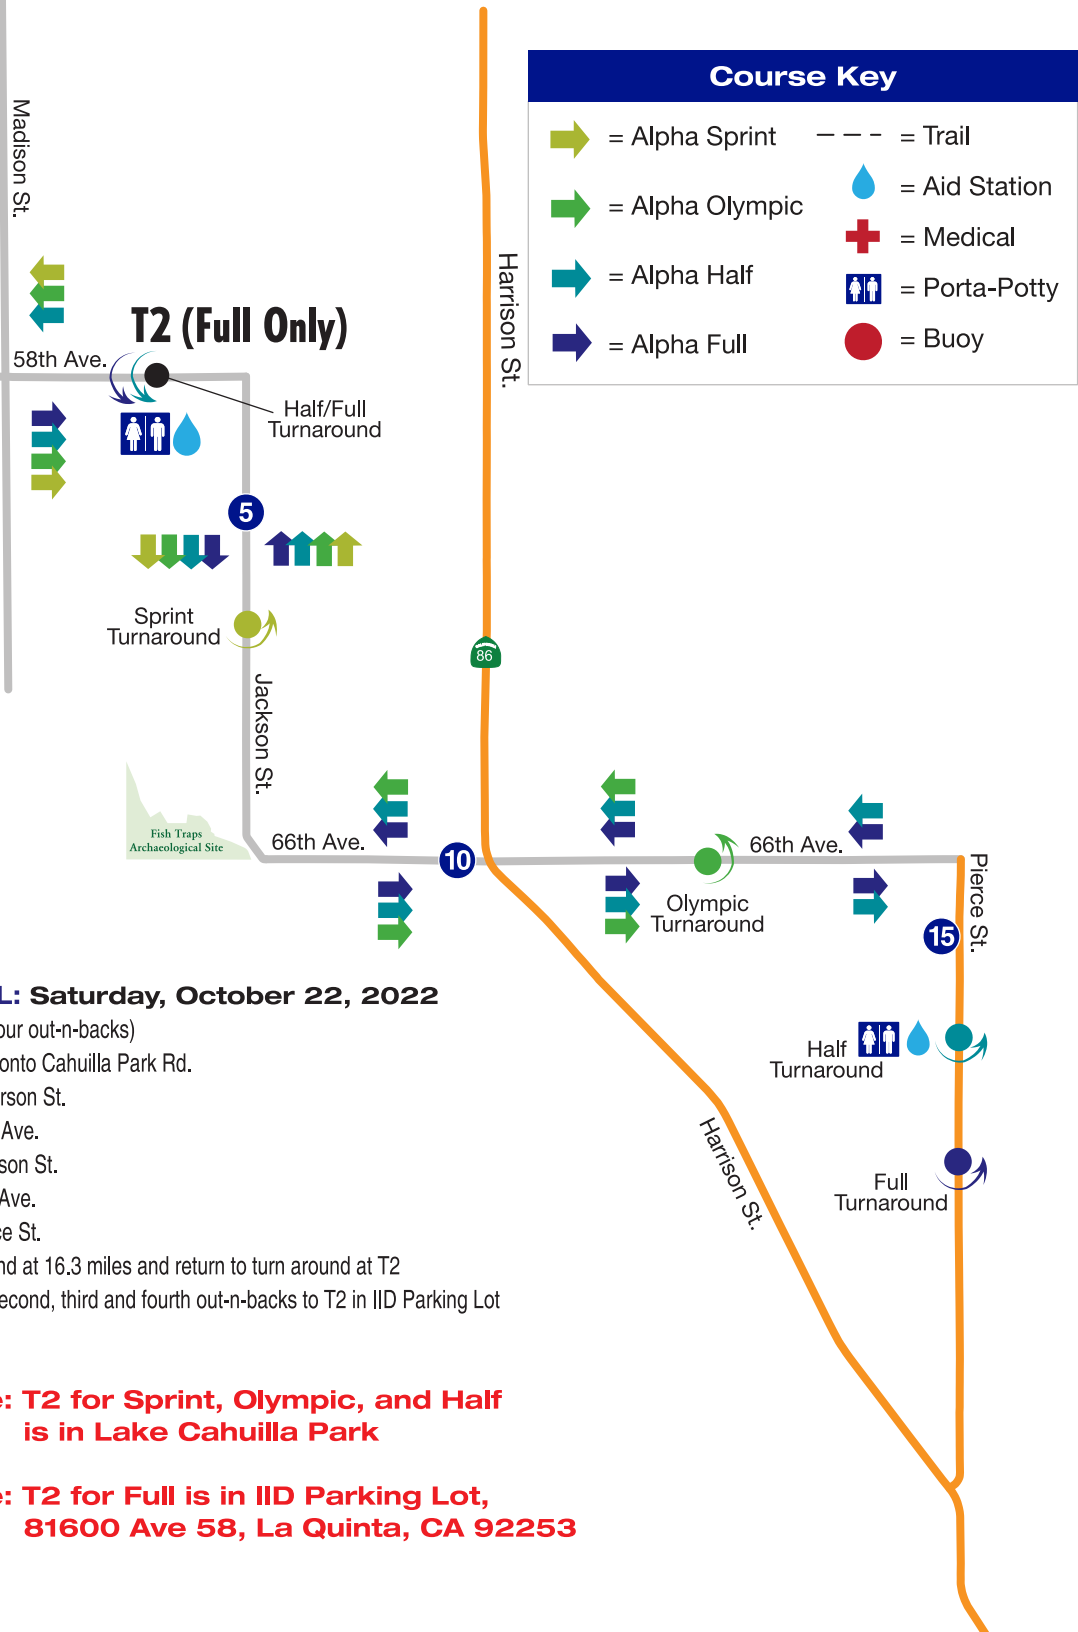 Course Key
= Alpha Sprint
= Alpha Olympic
= Alpha Half
= Alpha Full
= Trail
= Aid Station
= Medical
= Porta-Potty
= Buoy
Madison St.
Harrison St.
T2 (Full Only)
58th Ave.
Half/Full
Turnaround
5
Sprint
Turnaround
86
Jackson St.
Fish Traps
Archaeological Site
66th Ave.
10
66th Ave.
Olympic
Turnaround
Pierce St.
15
Half
Turnaround
Full
Turnaround
Harrison St.
L: Saturday, October 22, 2022
our out-n-backs)
onto Cahuilla Park Rd.
rson St.
Ave.
son St.
Ave.
ce St.
nd at 16.3 miles and return to turn around at T2
econd, third and fourth out-n-backs to T2 in IID Parking Lot
e: T2 for Sprint, Olympic, and Half
is in Lake Cahuilla Park
e: T2 for Full is in IID Parking Lot,
81600 Ave 58, La Quinta, CA 92253